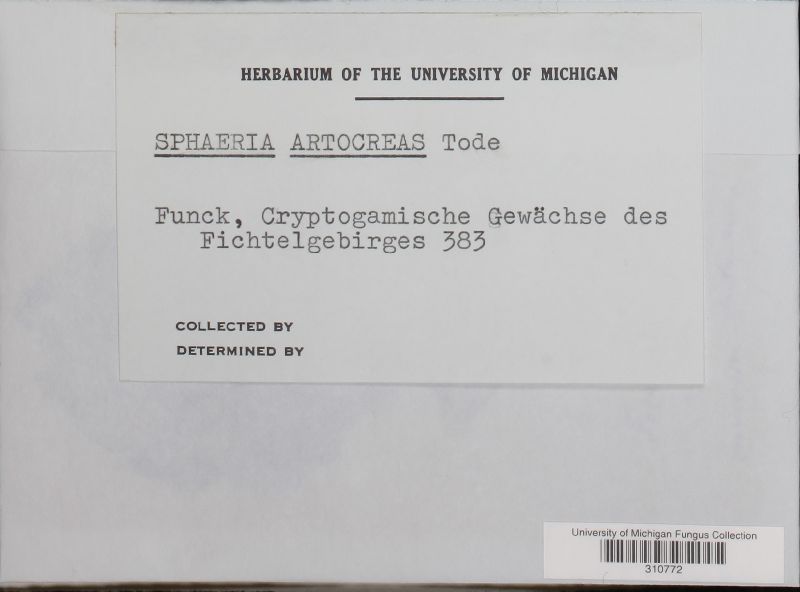 HERBARIUM OF THE UNIVERSITY OF MICHIGAN
SPHAERIA ARTOCREAS Tode
Funck, Cryptogamische Gewächse des
Fichtelgebirges 383
COLLECTED BY
DETERMINED BY
University of Michigan Fungus Collection
310772